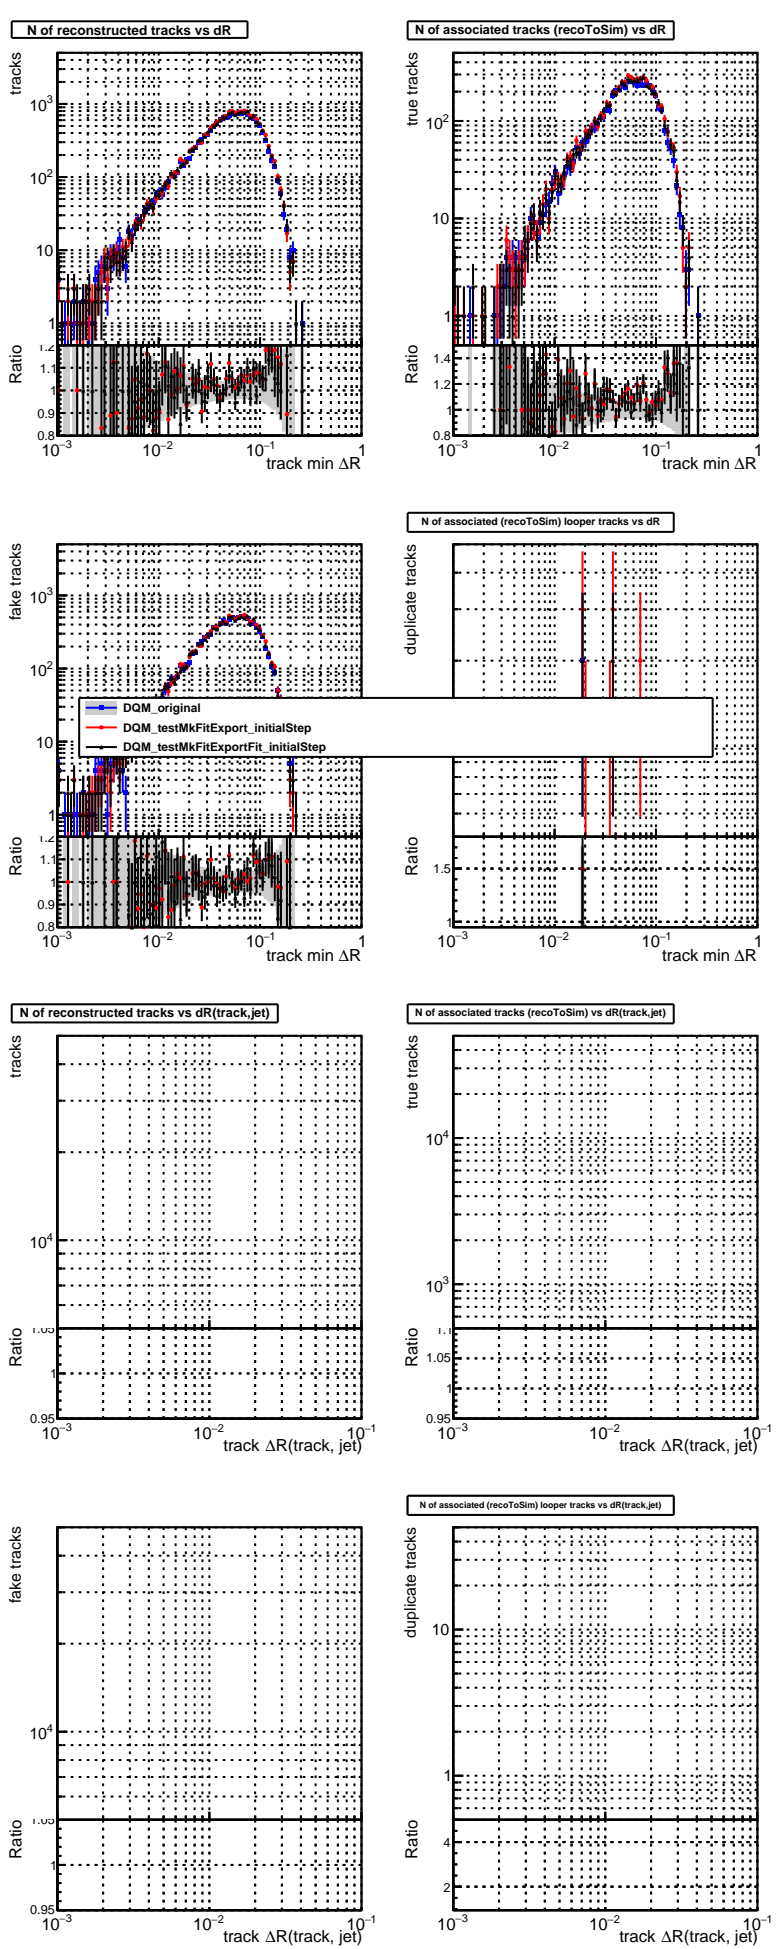 N of reconstructed tracks vs dR
tracks
10³
10²
10
1
Ratio
1.2
1.1
1
0.9
0.8
10⁻³
10⁻²
10⁻¹
1
track min ΔR
N of associated tracks (recoToSim) vs dR
true tracks
10²
10
1
Ratio
1.4
1.2
1
0.8
10⁻³
10⁻²
10⁻¹
1
track min ΔR
fake tracks
10³
10²
10
1
Ratio
1.2
1.1
1
0.9
0.8
10⁻³
10⁻²
10⁻¹
1
track min ΔR
N of associated (recoToSim) looper tracks vs dR
duplicate tracks
Ratio
1.5
1
10⁻³
10⁻²
10⁻¹
1
track min ΔR
DQM_original
DQM_testMkFitExport_initialStep
DQM_testMkFitExportFit_initialStep
N of reconstructed tracks vs dR(track,jet)
tracks
10⁴
Ratio
1.05
1
0.95
10⁻³
10⁻²
10⁻¹
track ΔR(track, jet)
N of associated tracks (recoToSim) vs dR(track,jet)
true tracks
10⁴
10³
Ratio
1.1
1.05
1
0.95
10⁻³
10⁻²
10⁻¹
track ΔR(track, jet)
fake tracks
10⁴
Ratio
1.05
1
0.95
10⁻³
10⁻²
10⁻¹
track ΔR(track, jet)
N of associated (recoToSim) looper tracks vs dR(track,jet)
duplicate tracks
10
1
Ratio
4
2
10⁻³
10⁻²
10⁻¹
track ΔR(track, jet)